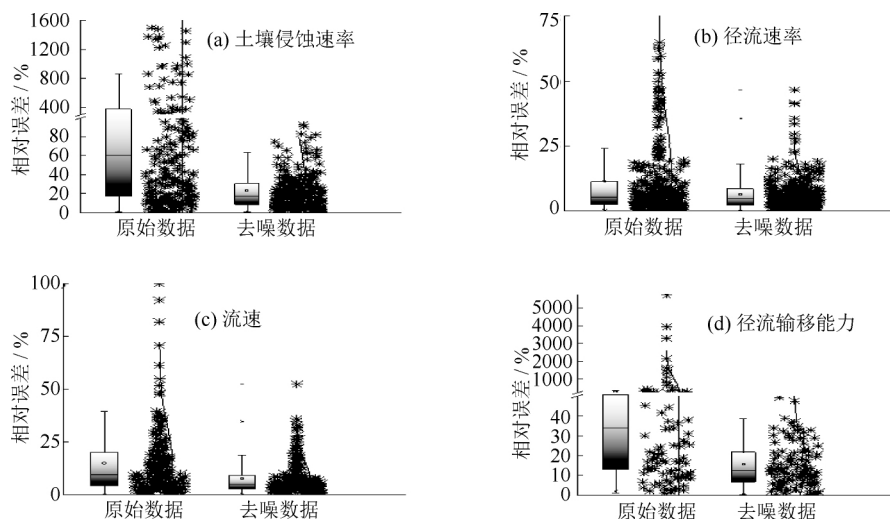 (a) 土壤侵蚀速率
相对误差 / %
1600
1200
800
400
100
80
60
40
20
0
原始数据
去噪数据
(b) 径流速率
相对误差 / %
75
50
25
0
原始数据
去噪数据
(c) 流速
相对误差 / %
100
75
50
25
0
原始数据
去噪数据
(d) 径流输移能力
相对误差 / %
5000
4000
3000
2000
1000
40
30
20
10
0
原始数据
去噪数据